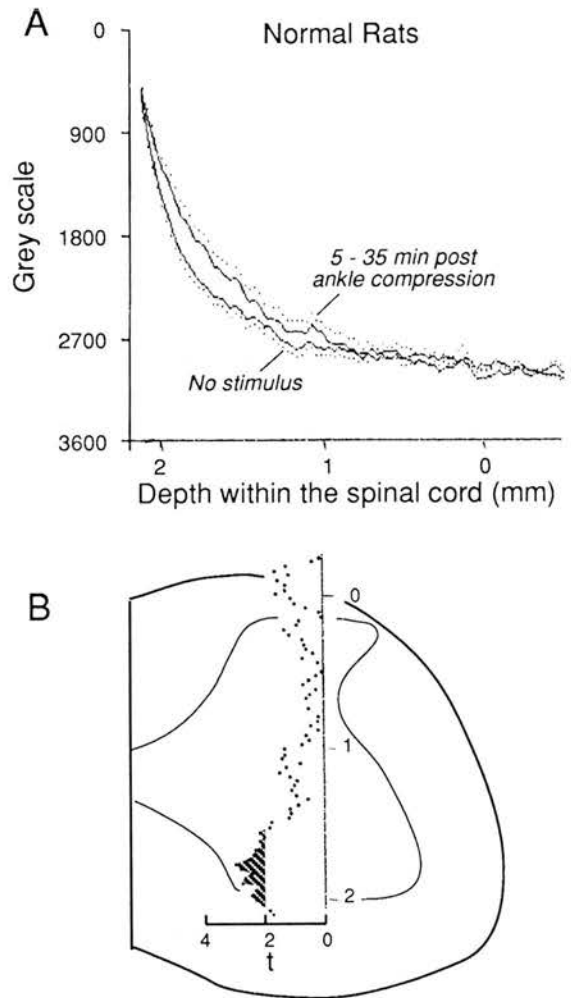 A
Normal Rats
Grey scale
0
900
1800
2700
3600
5 - 35 min post
ankle compression
No stimulus
2
1
0
Depth within the spinal cord (mm)
B
0
1
2
4
2
0
t